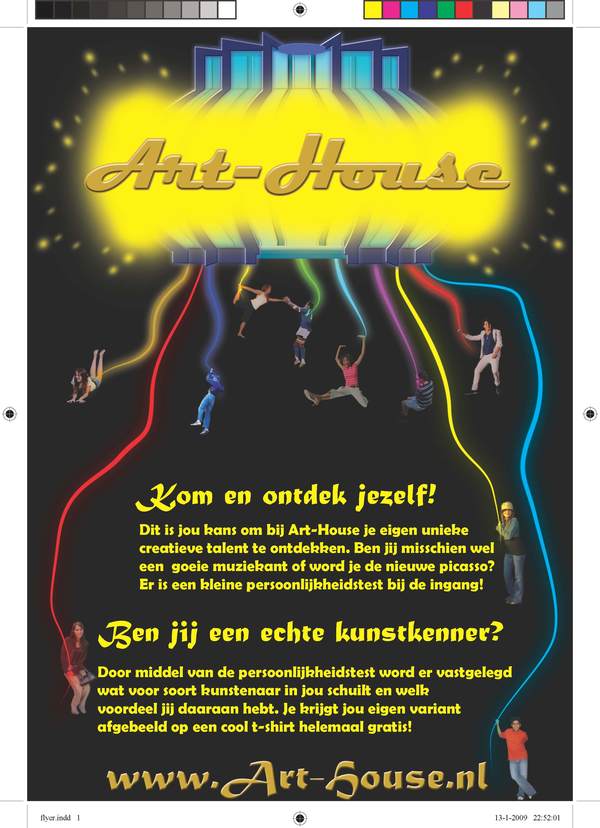 Art-House
Kom en ontdek jezelf!
Dit is jou kans om bij Art-House je eigen unieke
creatieve talent te ontdekken. Ben jij misschien wel
een goeie muziekant of word je de nieuwe picasso?
Er is een kleine persoonlijkheidstest bij de ingang!
Ben jij een echte kunstkenner?
Door middel van de persoonlijkheidstest word er vastgelegd
wat voor soort kunstenaar in jou schuilt en welk
voordeel jij daaraan hebt. Je krijgt jou eigen variant
afgebeeld op een cool t-shirt helemaal gratis!
www.Art-House.nl
flyer.indd 1
13-1-2009 22:52:01